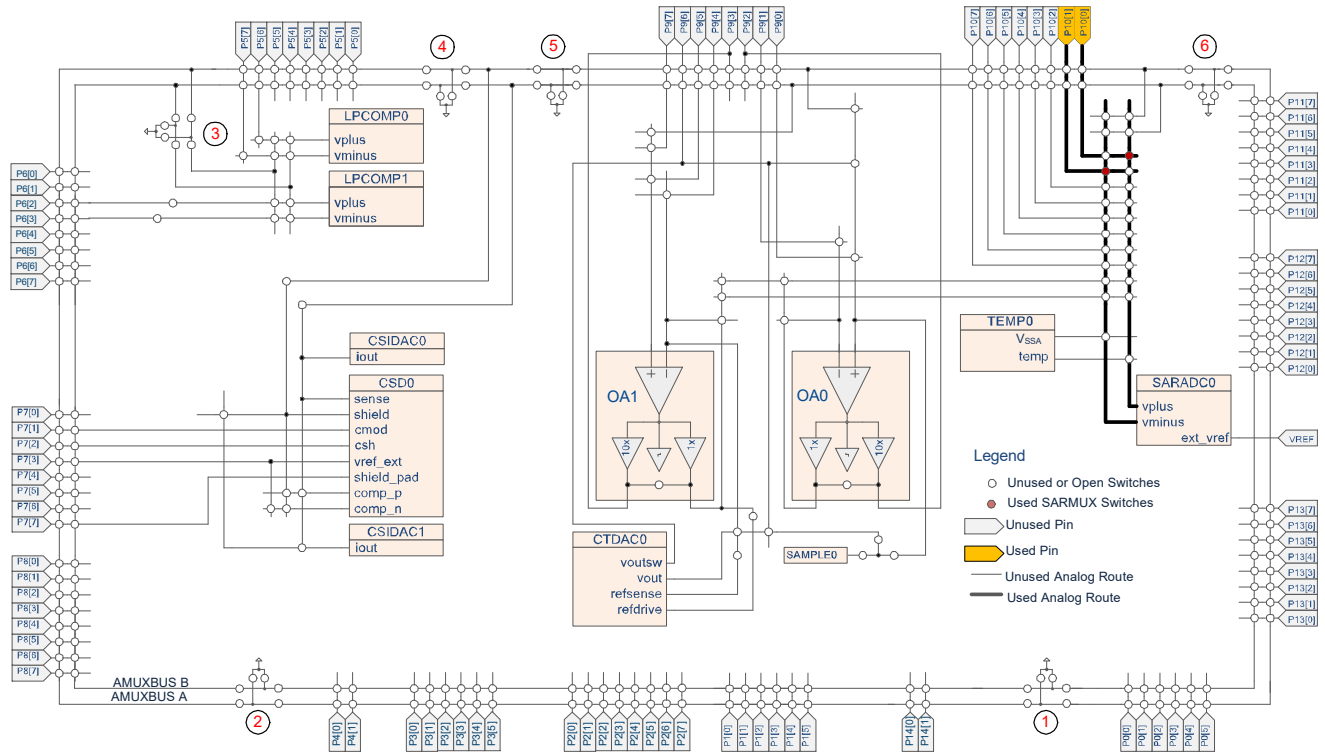 P5[7] P5[6] P5[5] P5[4] P5[3] P5[2] P5[1] P5[0]
4
5
P9[7] P9[6] P9[5] P9[4] P9[3] P9[2] P9[1] P9[0]
P10[7] P10[6] P10[5] P10[4] P10[3] P10[2] P10[1] P10[0]
6
3
LPCOMP0
vplus
vminus
LPCOMP1
vplus
vminus
P6[0]
P6[1]
P6[2]
P6[3]
P6[4]
P6[5]
P6[6]
P6[7]
P11[7]
P11[6]
P11[5]
P11[4]
P11[3]
P11[2]
P11[1]
P11[0]
P12[7]
P12[6]
P12[5]
P12[4]
P12[3]
P12[2]
P12[1]
P12[0]
TEMP0
VSSA
temp
CSIDAC0
iout
CSD0
sense
shield
cmod
csh
vref_ext
shield_pad
comp_p
comp_n
CSIDAC1
iout
P7[0]
P7[1]
P7[2]
P7[3]
P7[4]
P7[5]
P7[6]
P7[7]
OA1
+ −
10x
1x
OA0
− +
1x
10x
SARADC0
vplus
vminus
ext_vref
VREF
Legend
Unused or Open Switches
Used SARMUX Switches
Unused Pin
Used Pin
Unused Analog Route
Used Analog Route
CTDAC0
voutsw
vout
refsense
refdrive
SAMPLE0
P8[0]
P8[1]
P8[2]
P8[3]
P8[4]
P8[5]
P8[6]
P8[7]
P13[7]
P13[6]
P13[5]
P13[4]
P13[3]
P13[2]
P13[1]
P13[0]
AMUXBUS B
AMUXBUS A
2
1
P4[0] P4[1]
P3[0] P3[1] P3[2] P3[3] P3[4] P3[5]
P2[0] P2[1] P2[2] P2[3] P2[4] P2[5] P2[6] P2[7]
P1[0] P1[1] P1[2] P1[3] P1[4] P1[5]
P14[0] P14[1]
P0[0] P0[1] P0[2] P0[3] P0[4] P0[5]